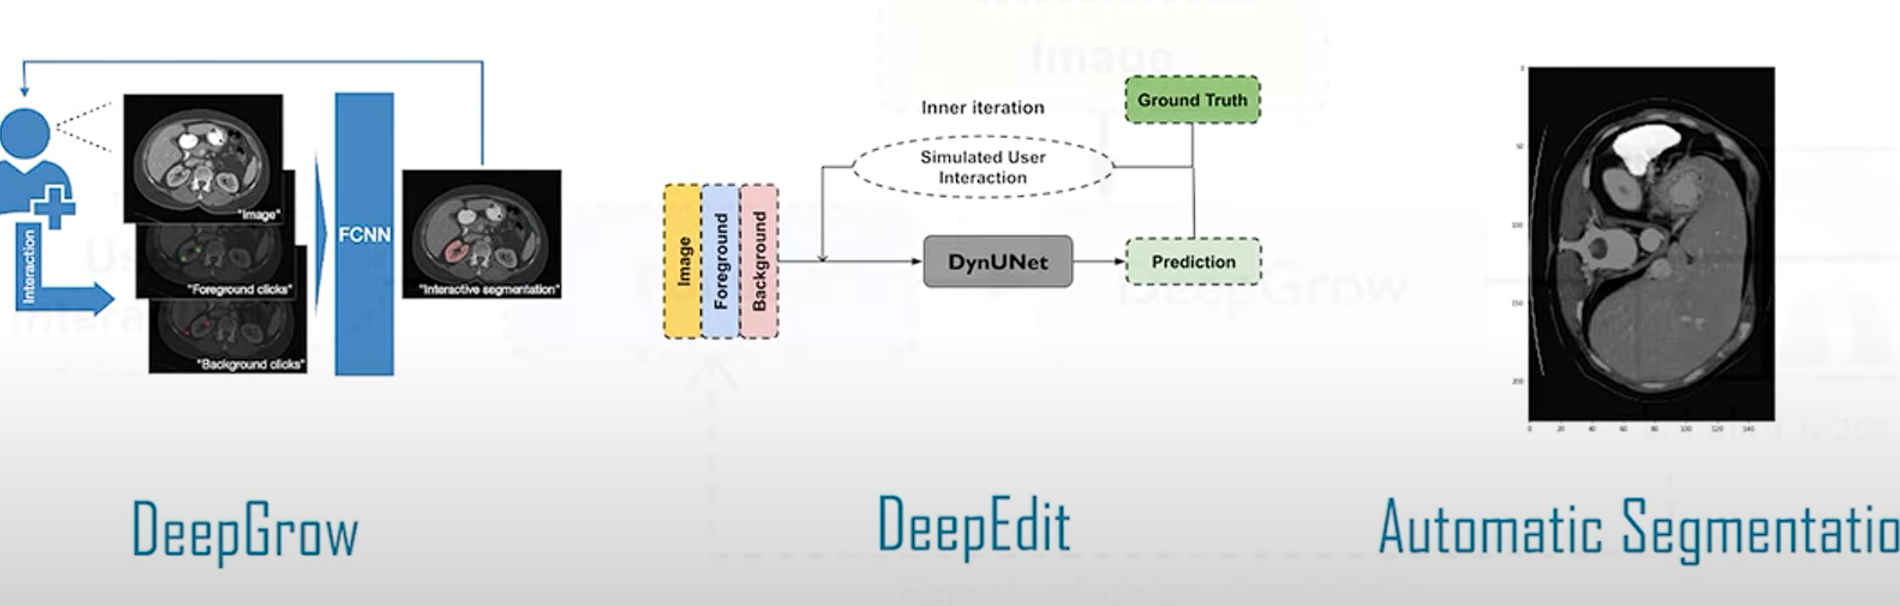 Image
Inner iteration
Ground Truth
"Image"
Simulated User
Interaction
FCNN
Interaction
Image
Foreground
Background
DynUNet
Prediction
DeepGrow
"Foreground clicks"
"Interactive segmentation"
"Background clicks"
0
50
100
150
200
0 20 40 60 80 100 120 140
DeepGrow
DeepEdit
Automatic Segmentatio